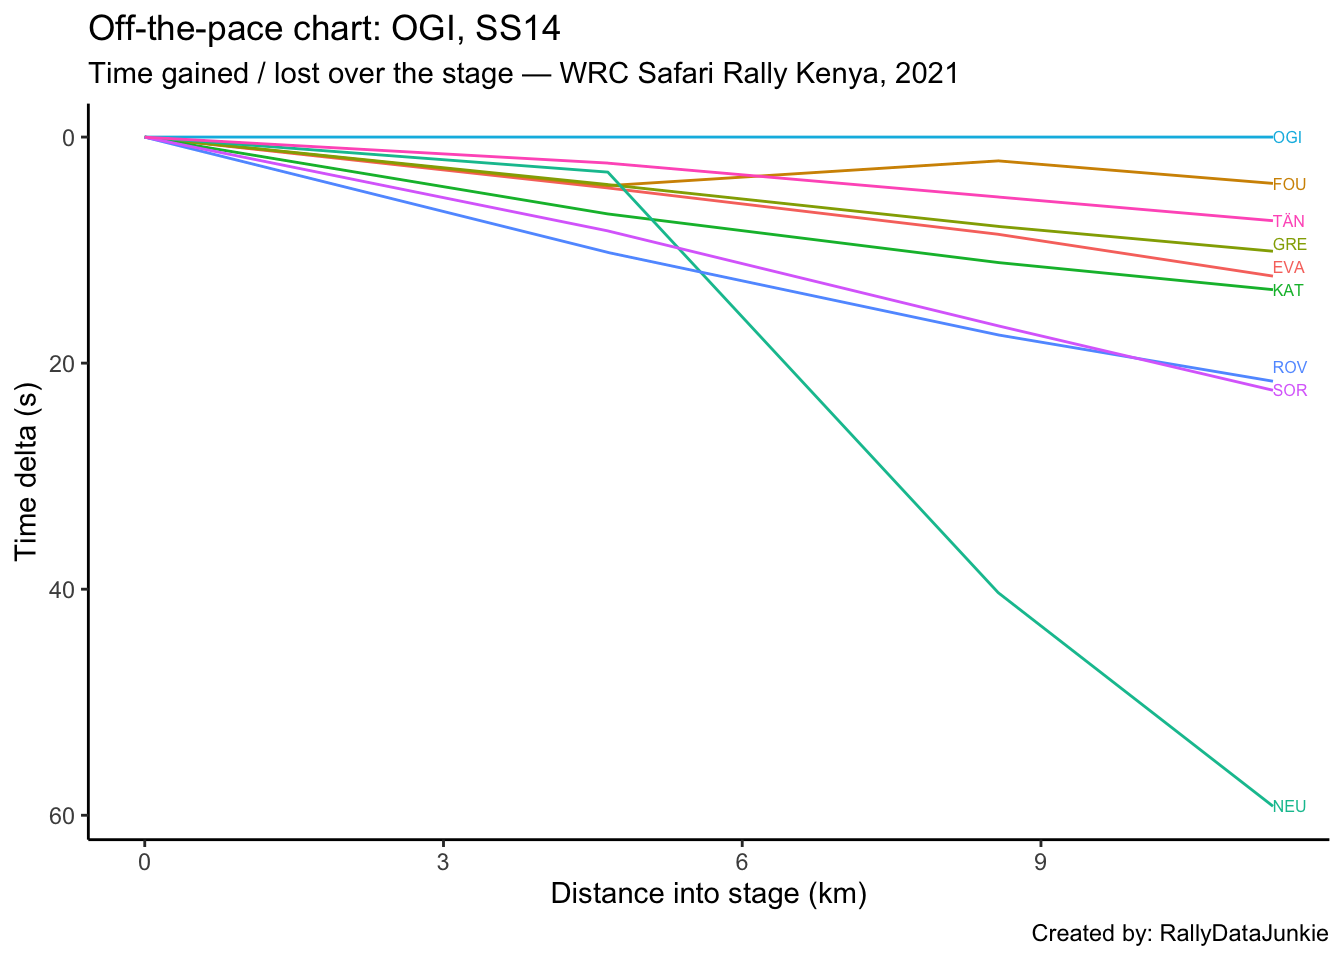 Off-the-pace chart: OGI, SS14
Time gained / lost over the stage — WRC Safari Rally Kenya, 2021
0
20
40
60
Time delta (s)
OGI
FOU
TÄN
GRE
EVA
KAT
ROV
SOR
NEU
0 3 6 9
Distance into stage (km)
Created by: RallyDataJunkie